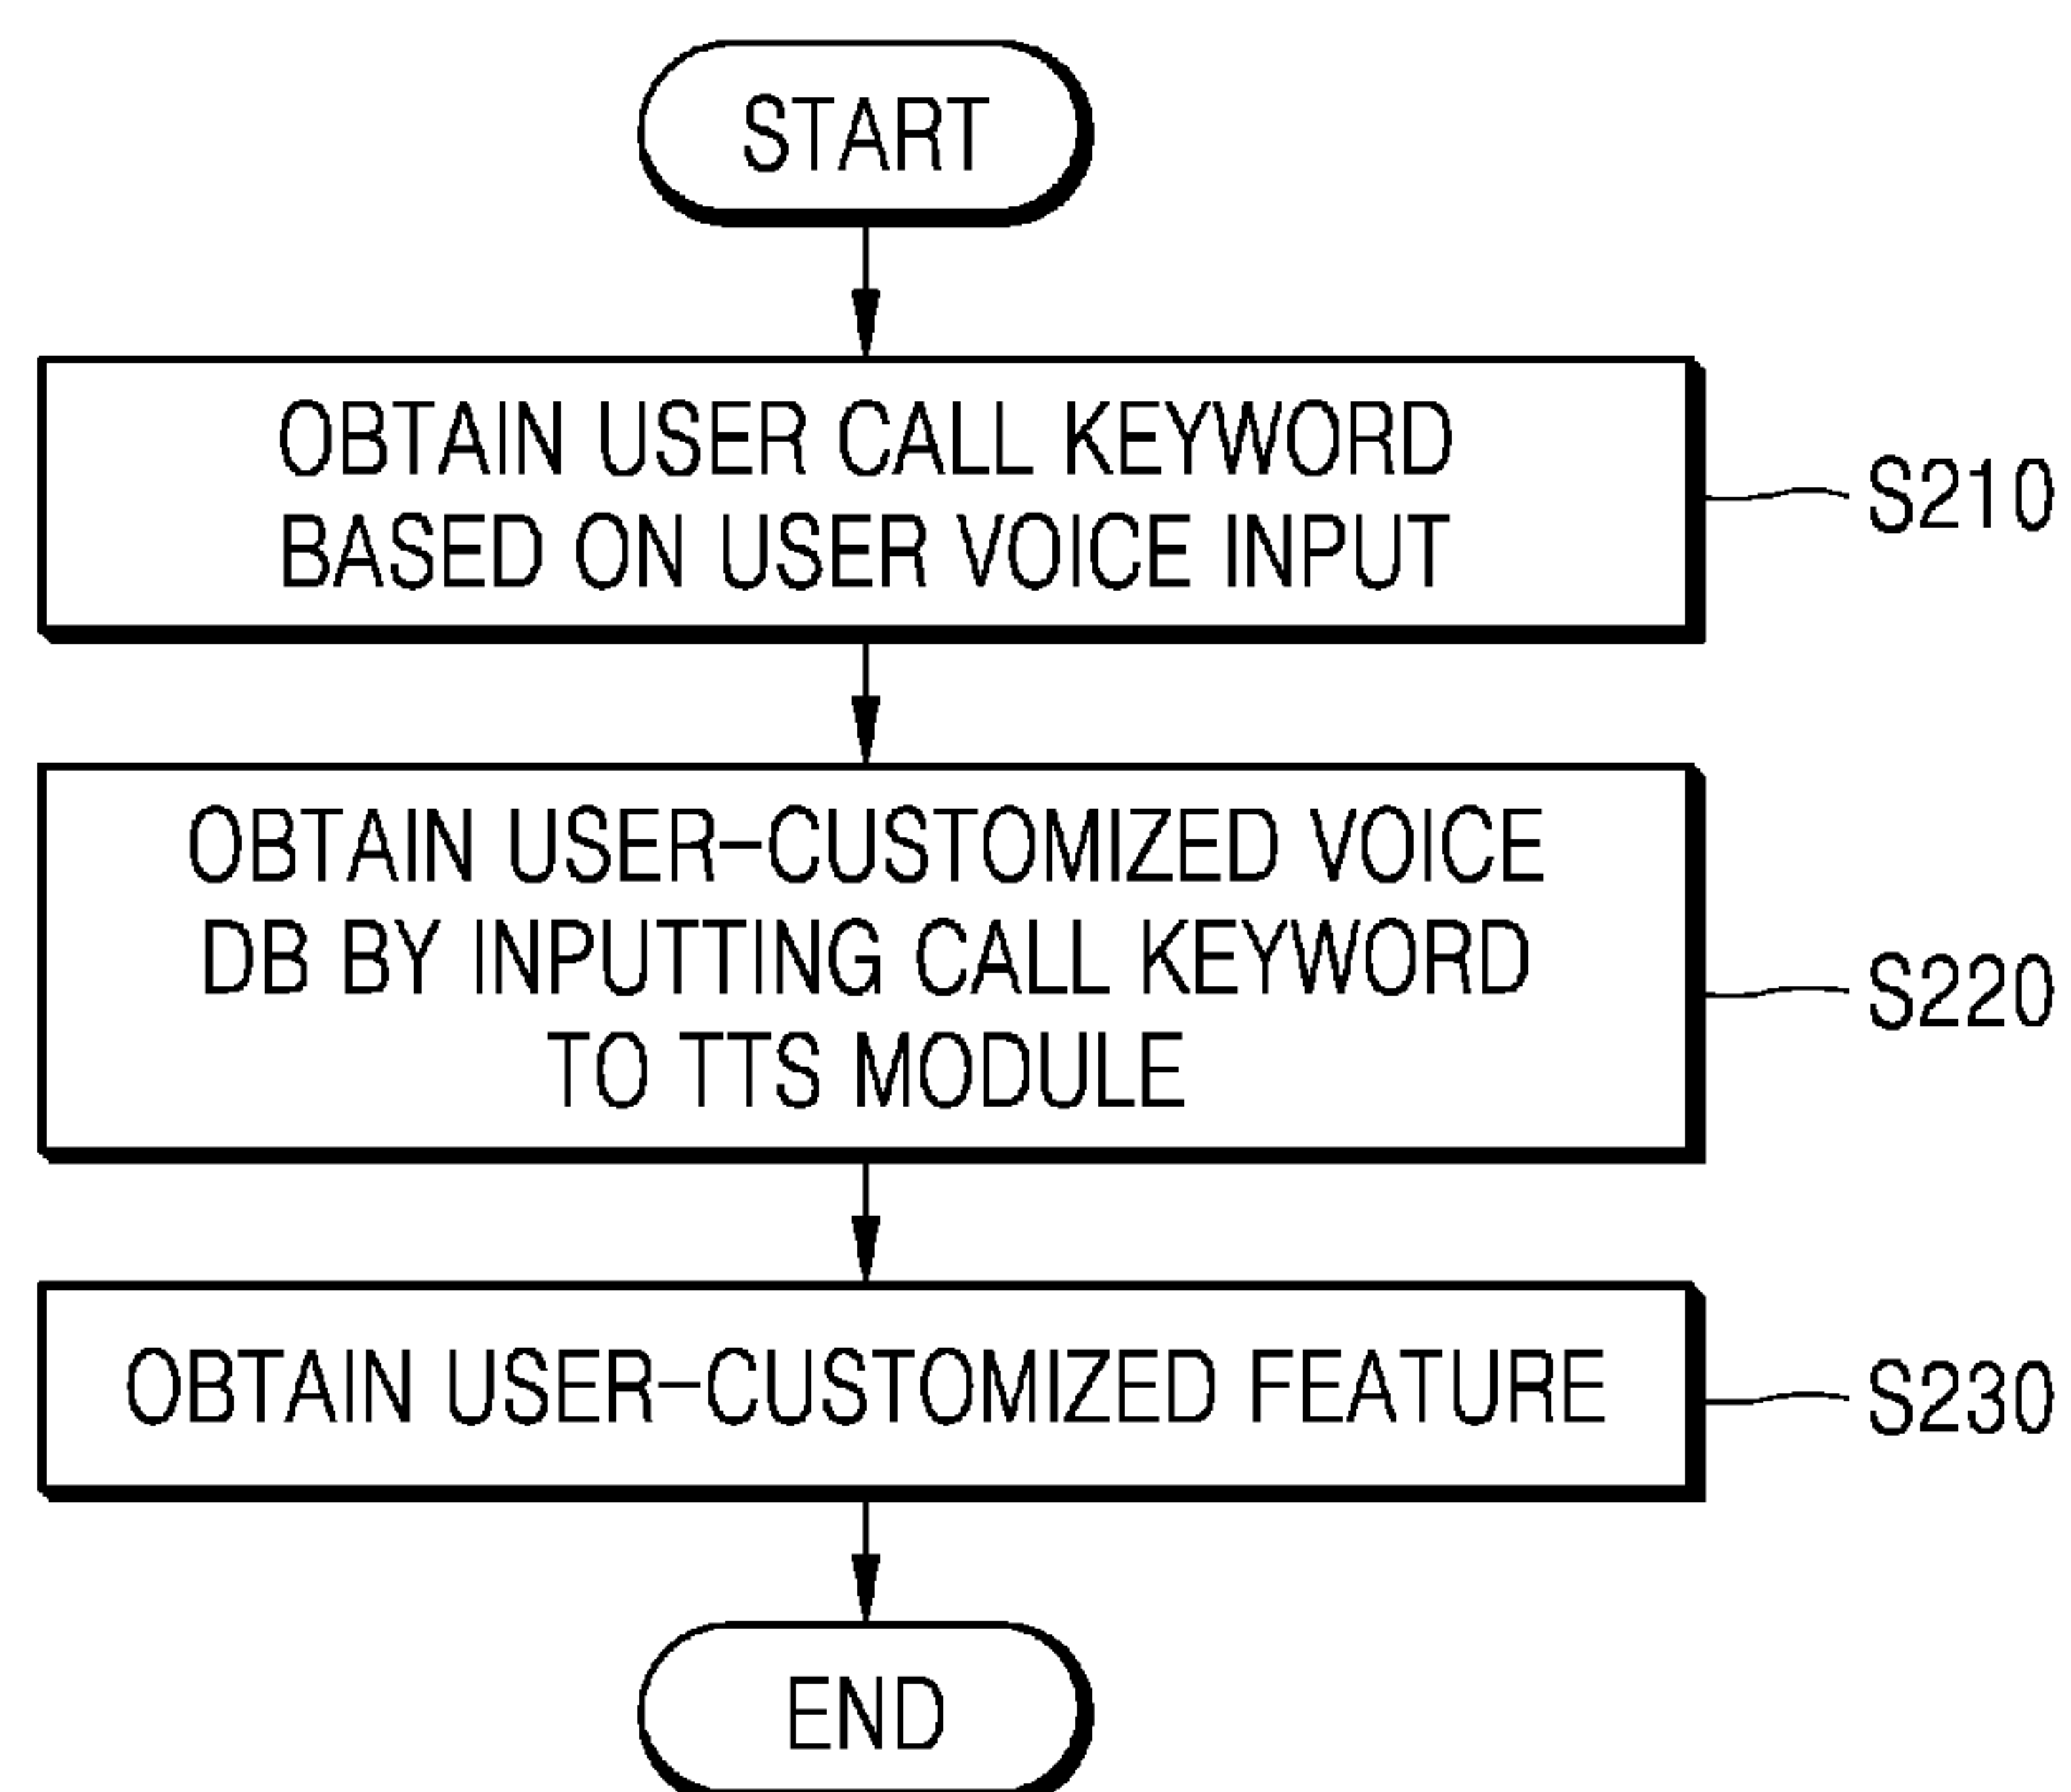 START
OBTAIN USER CALL KEYWORD
BASED ON USER VOICE INPUT
S210
OBTAIN USER-CUSTOMIZED VOICE
DB BY INPUTTING CALL KEYWORD
TO TTS MODULE
S220
OBTAIN USER-CUSTOMIZED FEATURE
S230
END